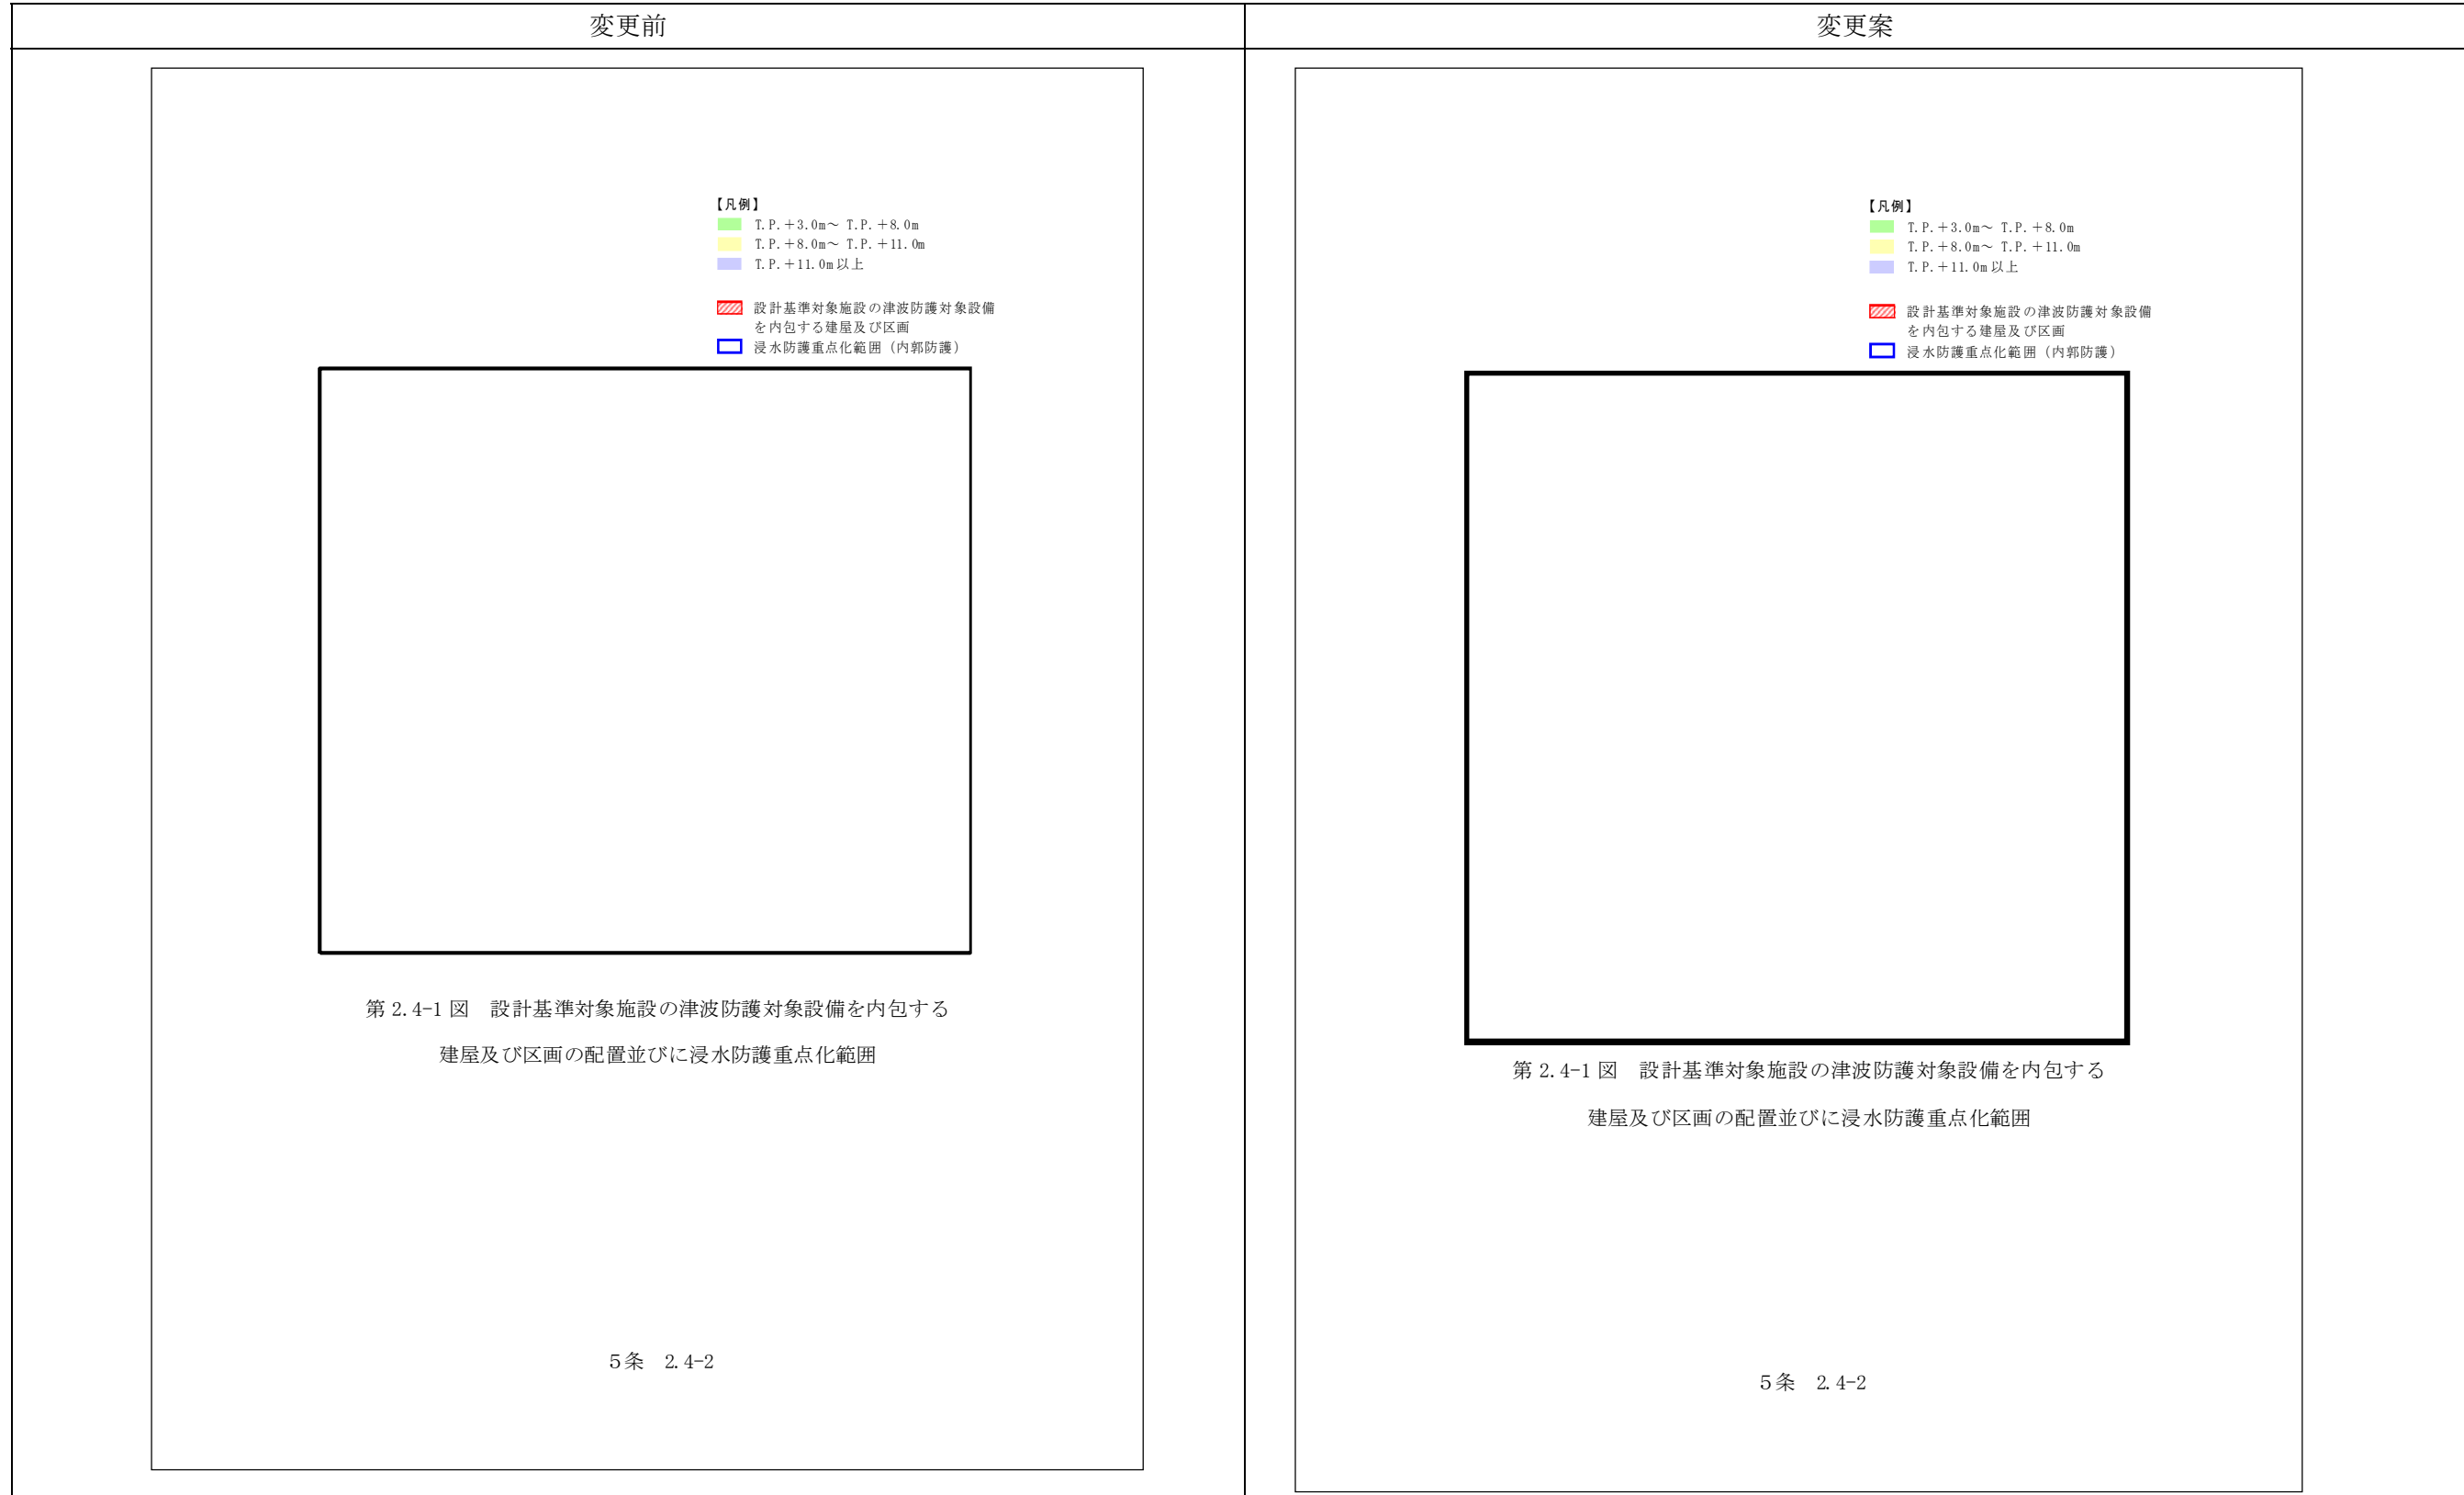 変更前
変更案
【凡例】
T.P.＋3.0m～ T.P.＋8.0m
T.P.＋8.0m～ T.P.＋11.0m
T.P.＋11.0m以上
設計基準対象施設の津波防護対象設備
を内包する建屋及び区画
浸水防護重点化範囲（内郭防護）
第 2.4-1 図　設計基準対象施設の津波防護対象設備を内包する
建屋及び区画の配置並びに浸水防護重点化範囲
5条　2.4-2
【凡例】
T.P.＋3.0m～ T.P.＋8.0m
T.P.＋8.0m～ T.P.＋11.0m
T.P.＋11.0m以上
設計基準対象施設の津波防護対象設備
を内包する建屋及び区画
浸水防護重点化範囲（内郭防護）
第 2.4-1 図　設計基準対象施設の津波防護対象設備を内包する
建屋及び区画の配置並びに浸水防護重点化範囲
5条　2.4-2